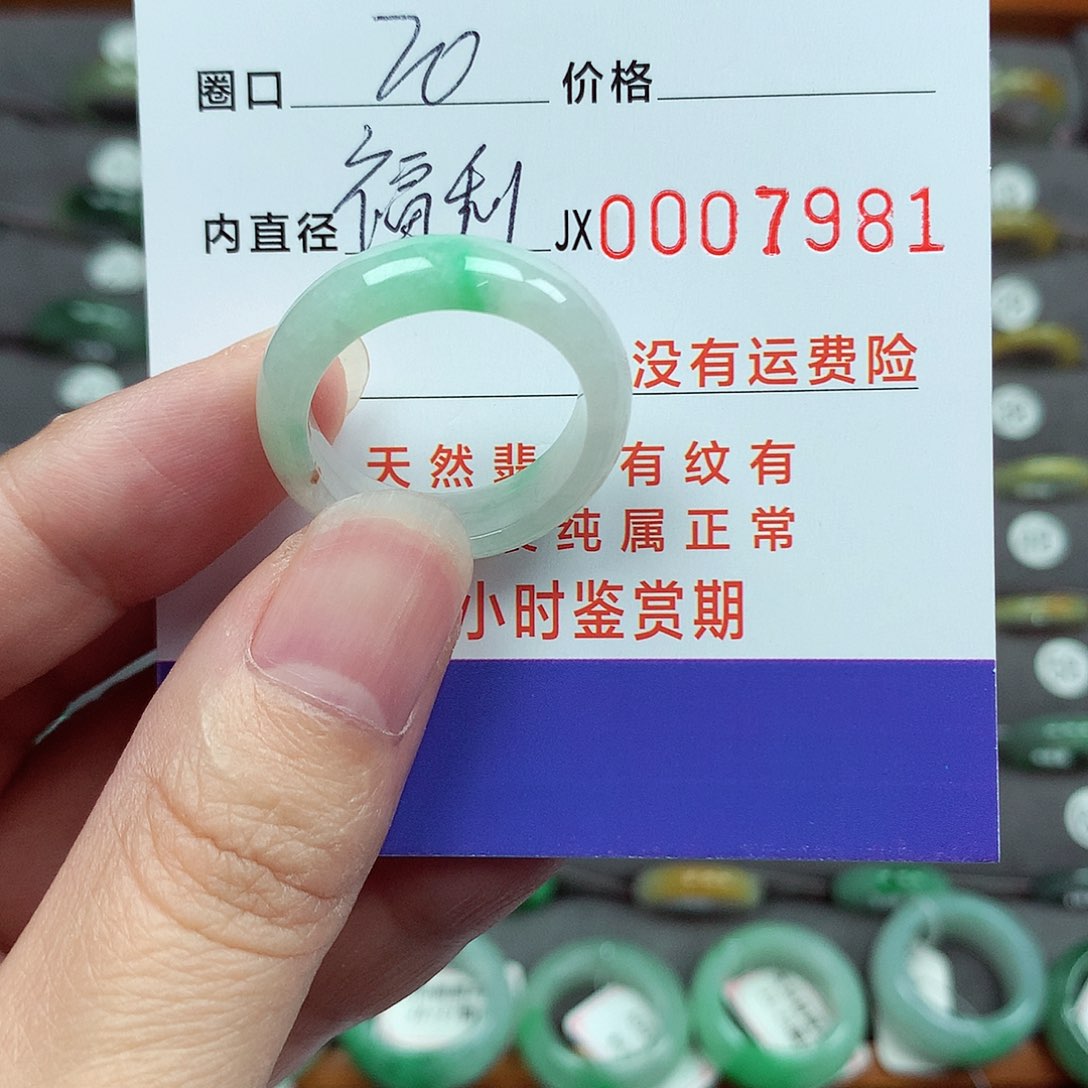 圈口 20 价格
内直径 福利 JX0007981
没有运费险
天然翡 有纹有
纯属正常
小时鉴赏期